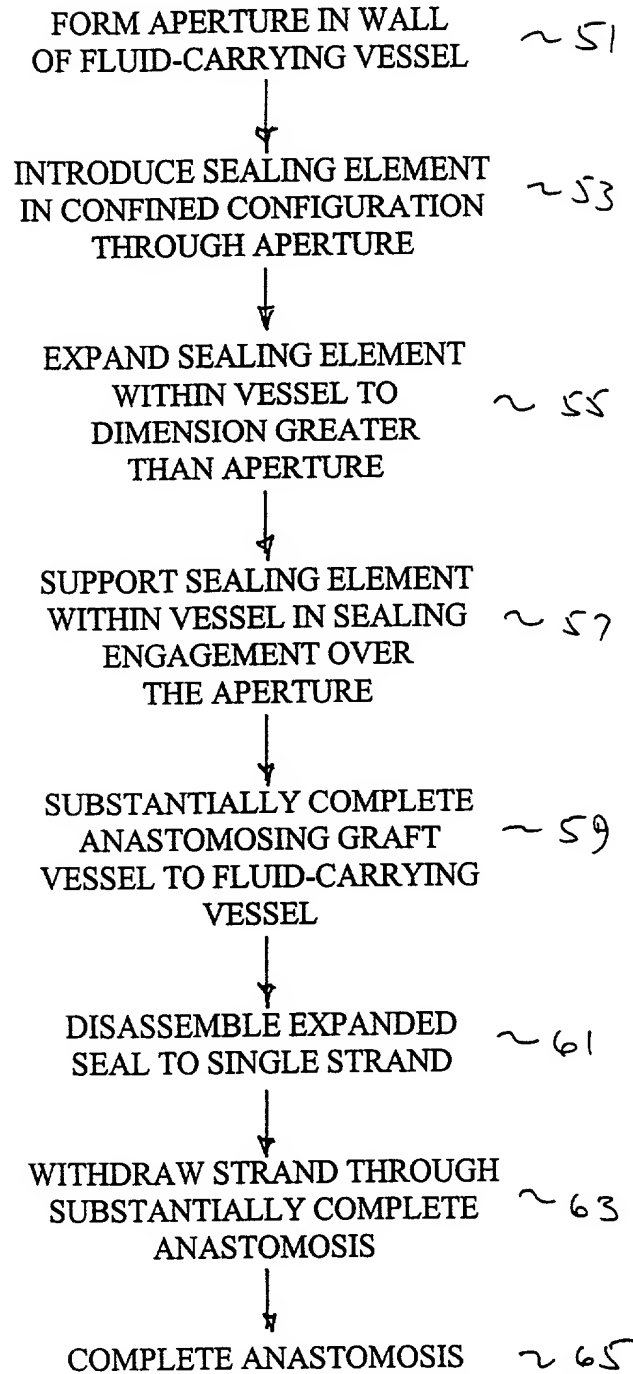 FORM APERTURE IN WALL
OF FLUID-CARRYING VESSEL ~51
INTRODUCE SEALING ELEMENT
IN CONFINED CONFIGURATION ~53
THROUGH APERTURE
EXPAND SEALING ELEMENT
WITHIN VESSEL TO ~55
DIMENSION GREATER
THAN APERTURE
SUPPORT SEALING ELEMENT
WITHIN VESSEL IN SEALING ~57
ENGAGEMENT OVER
THE APERTURE
SUBSTANTIALLY COMPLETE
ANASTOMOSING GRAFT ~59
VESSEL TO FLUID-CARRYING
VESSEL
DISASSEMBLE EXPANDED
SEAL TO SINGLE STRAND ~61
WITHDRAW STRAND THROUGH
SUBSTANTIALLY COMPLETE ~63
ANASTOMOSIS
COMPLETE ANASTOMOSIS ~65